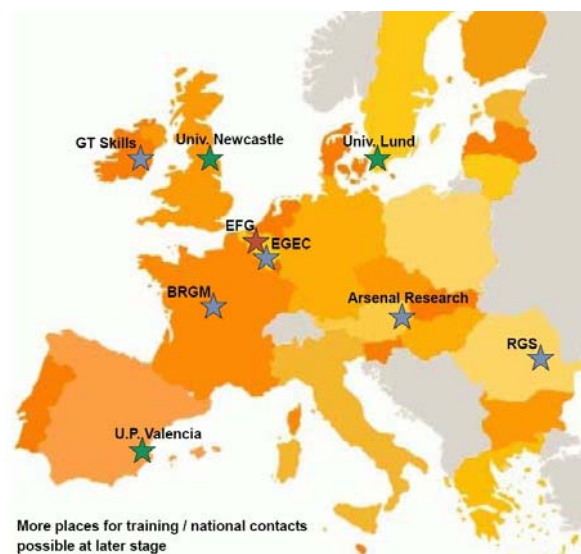 GT Skills
Univ. Newcastle
Univ. Lund
EFG
EGEC
BRGM
Arsenal Research
RGS
U.P. Valencia
More places for training / national contacts
possible at later stage